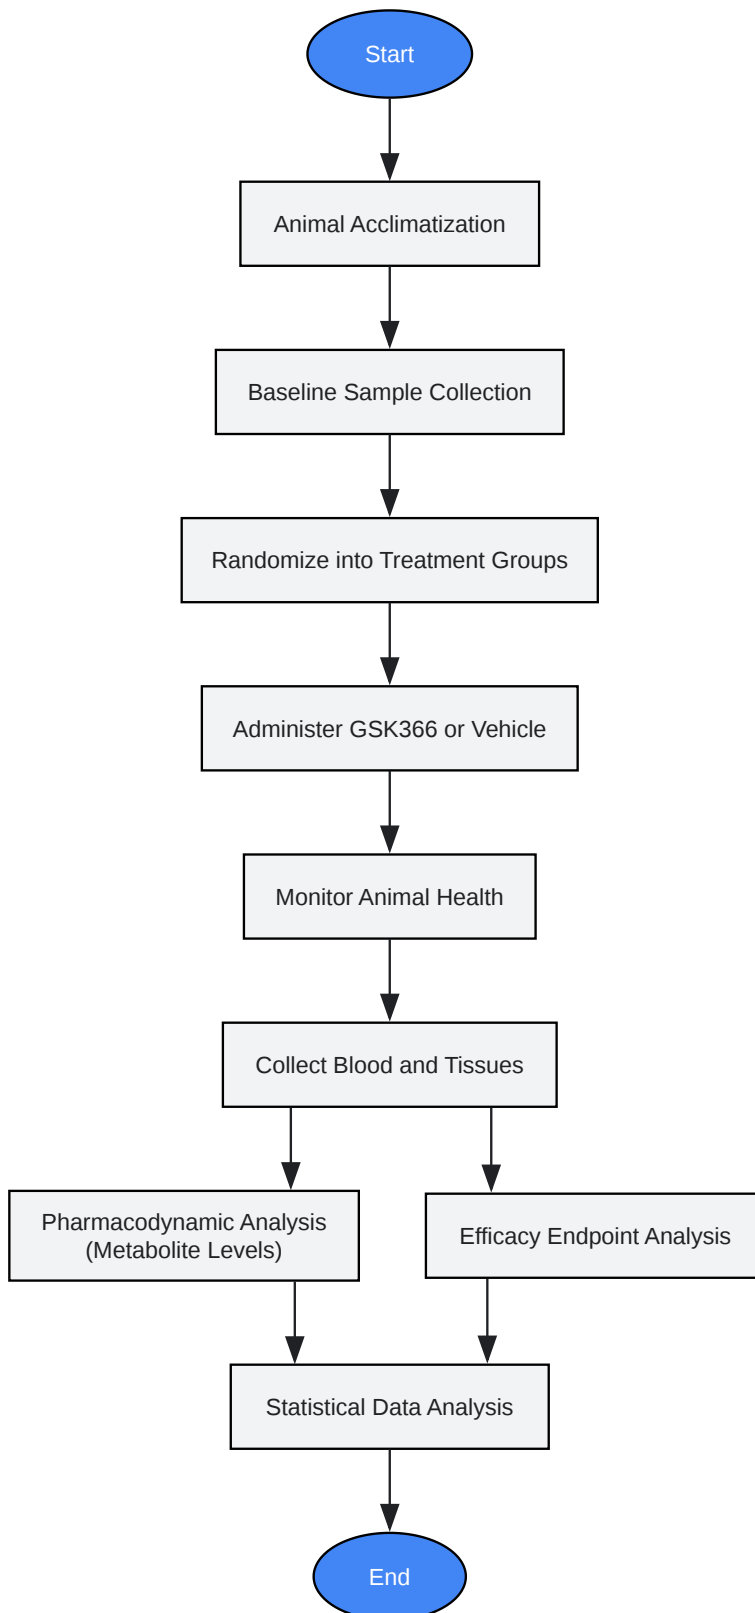 Start
Animal Acclimatization
Baseline Sample Collection
Randomize into Treatment Groups
Administer GSK366 or Vehicle
Monitor Animal Health
Collect Blood and Tissues
Pharmacodynamic Analysis
(Metabolite Levels)
Efficacy Endpoint Analysis
Statistical Data Analysis
End